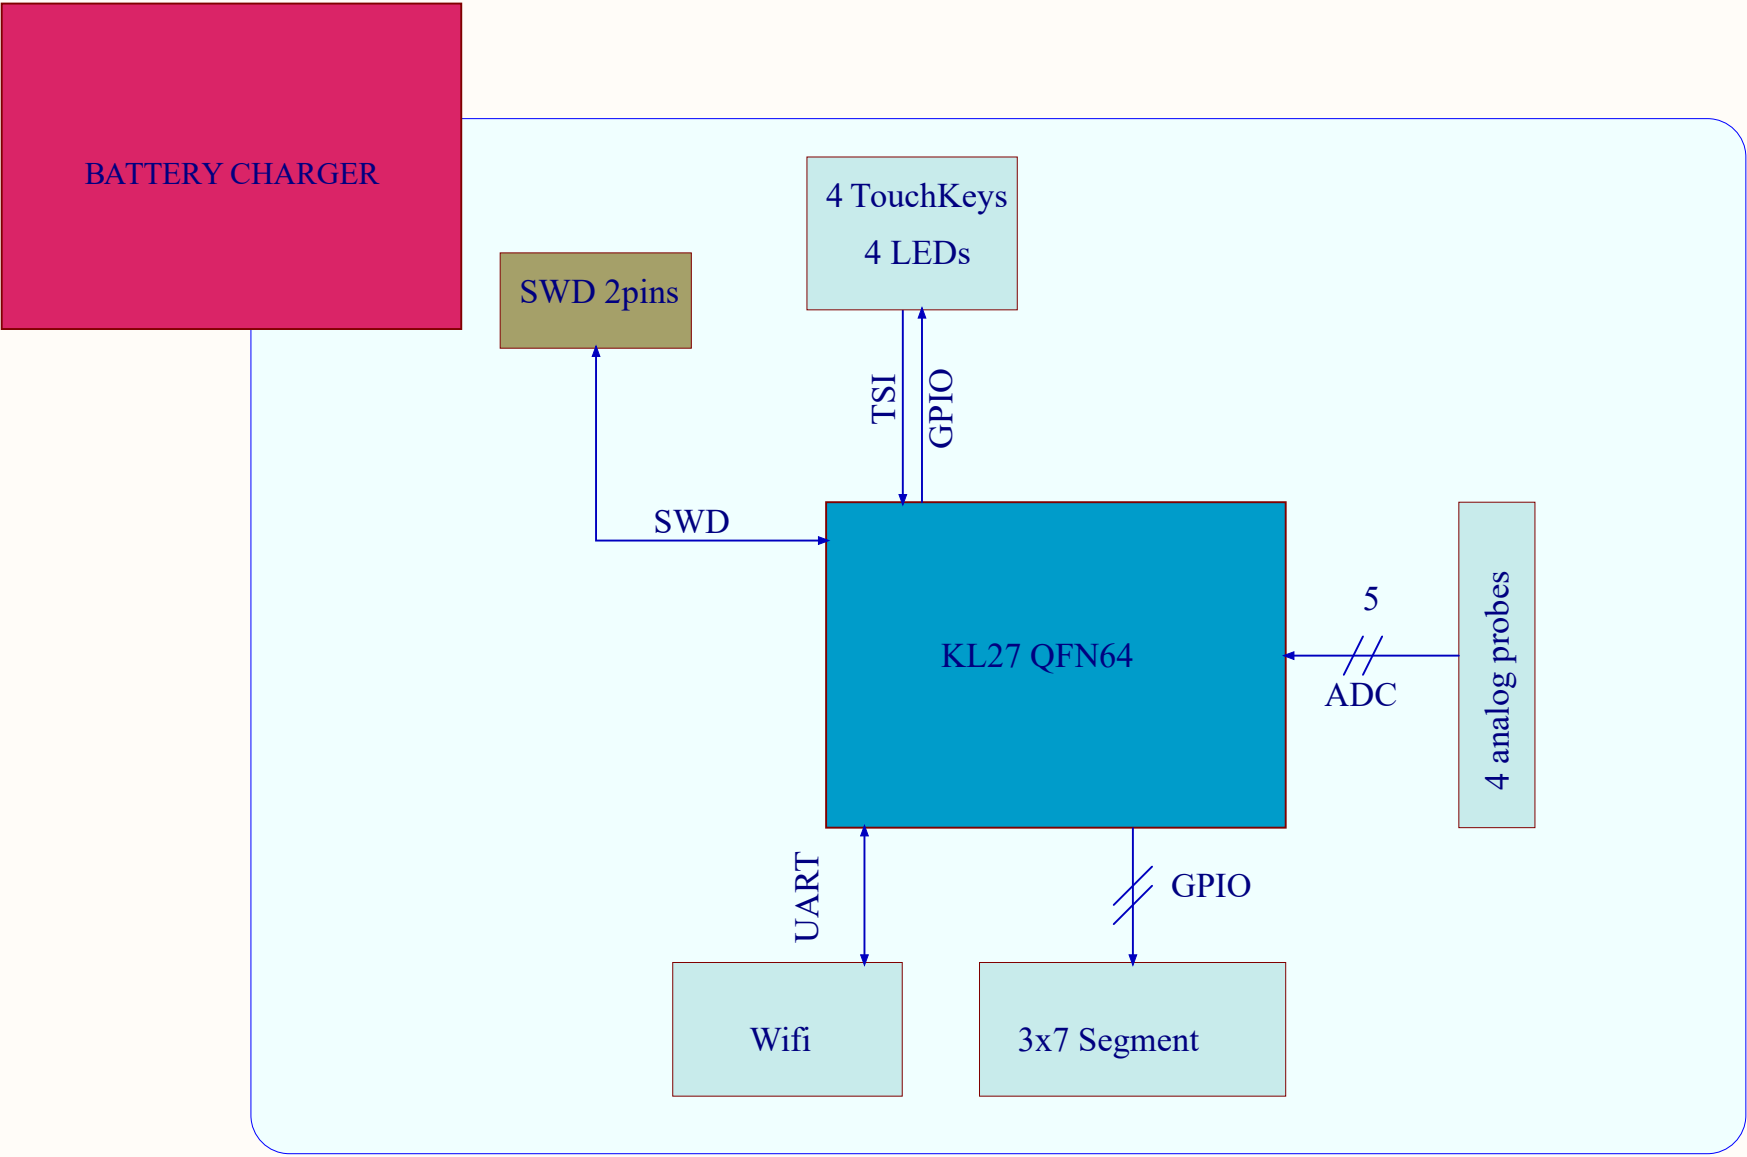 BATTERY CHARGER
4 TouchKeys
4 LEDs
SWD 2pins
TSI
GPIO
SWD
5
ADC
4 analog probes
KL27 QFN64
UART
GPIO
Wifi
3x7 Segment